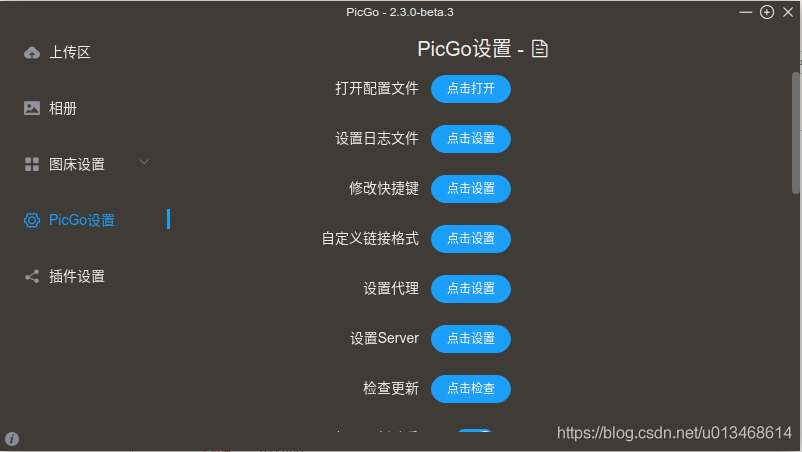 PicGo - 2.3.0-beta.3
上传区
相册
图床设置
PicGo设置
插件设置
PicGo设置 -
打开配置文件 点击打开
设置日志文件 点击设置
修改快捷键 点击设置
自定义链接格式 点击设置
设置代理 点击设置
设置Server 点击设置
检查更新 点击检查
https://blog.csdn.net/u013468614